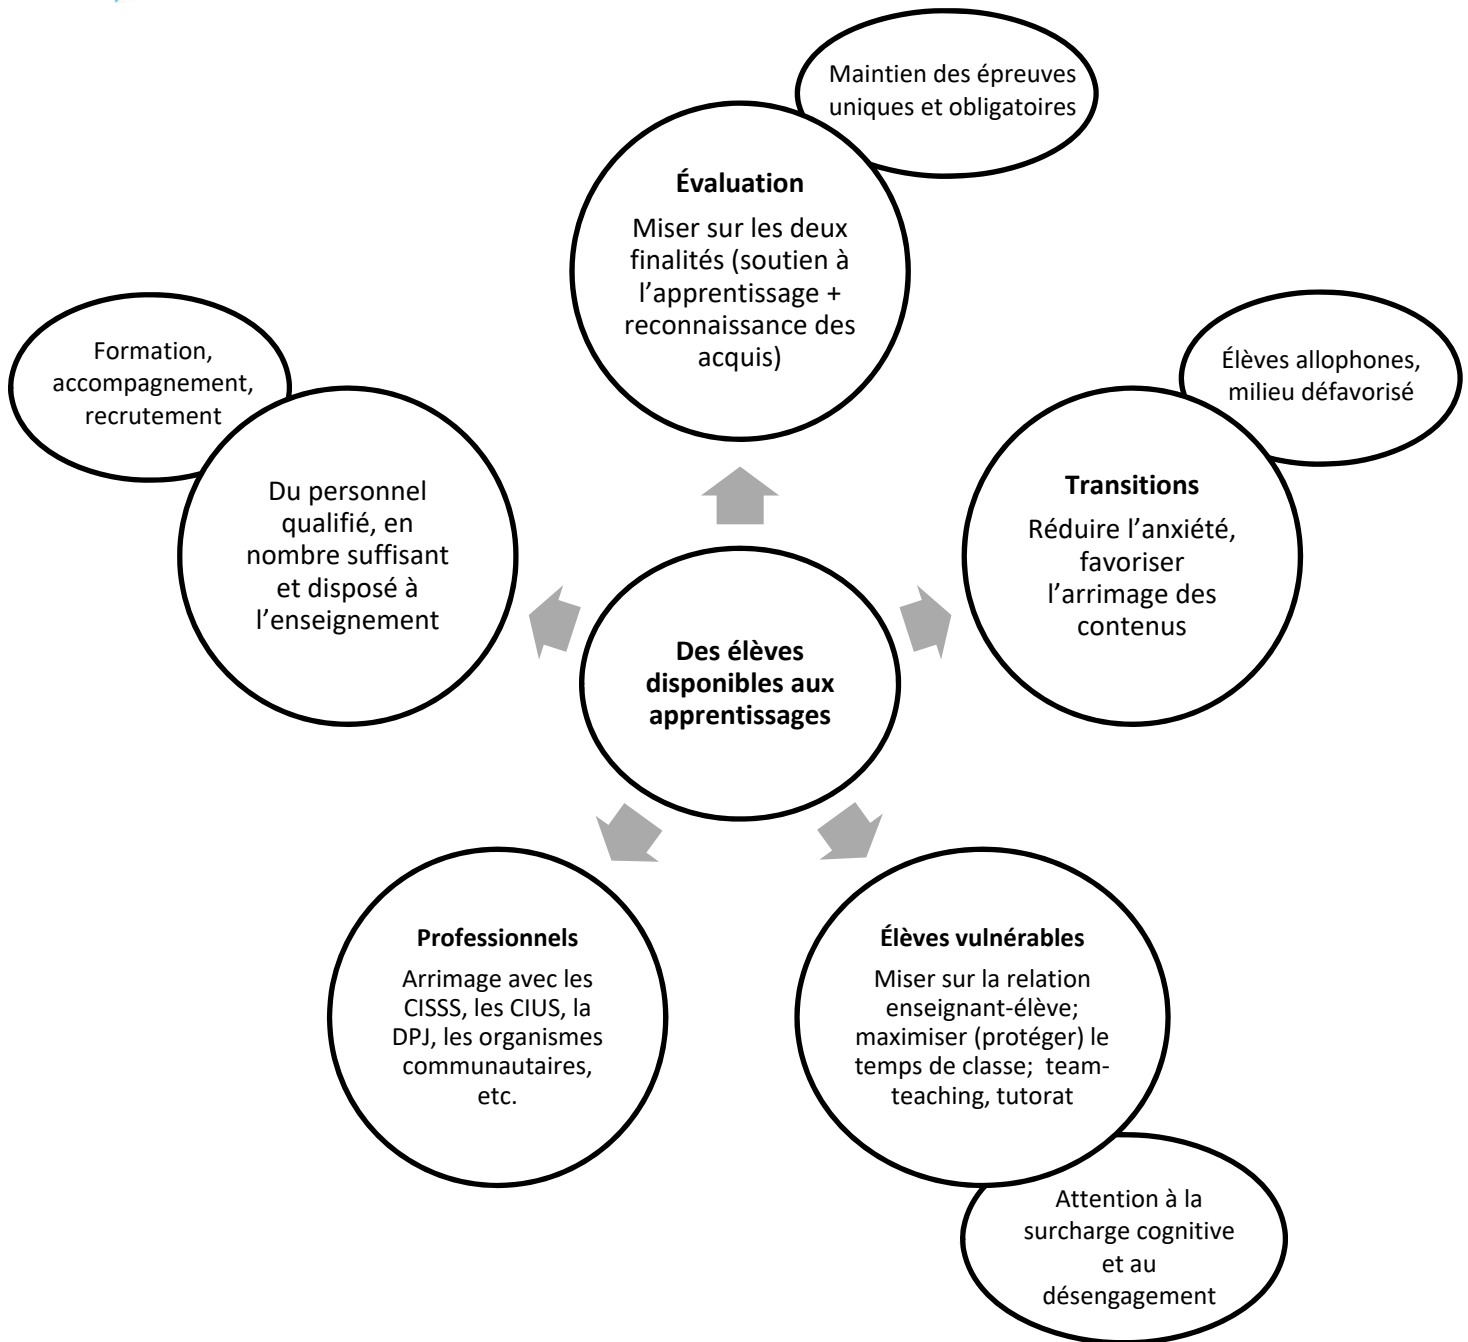 Maintien des épreuves
uniques et obligatoires
Évaluation
Miser sur les deux
finalités (soutien à
l’apprentissage +
reconnaissance des
acquis)
Formation,
accompagnement,
recrutement
Du personnel
qualifié, en
nombre suffisant
et disposé à
l’enseignement
Élèves allophones,
milieu défavorisé
Transitions
Réduire l’anxiété,
favoriser
l’arrimage des
contenus
Des élèves
disponibles aux
apprentissages
Professionnels
Arrimage avec les
CISSS, les CIUS, la
DPJ, les organismes
communautaires,
etc.
Élèves vulnérables
Miser sur la relation
enseignant-élève;
maximiser (protéger) le
temps de classe;  team-
teaching, tutorat
Attention à la
surcharge cognitive
et au
désengagement